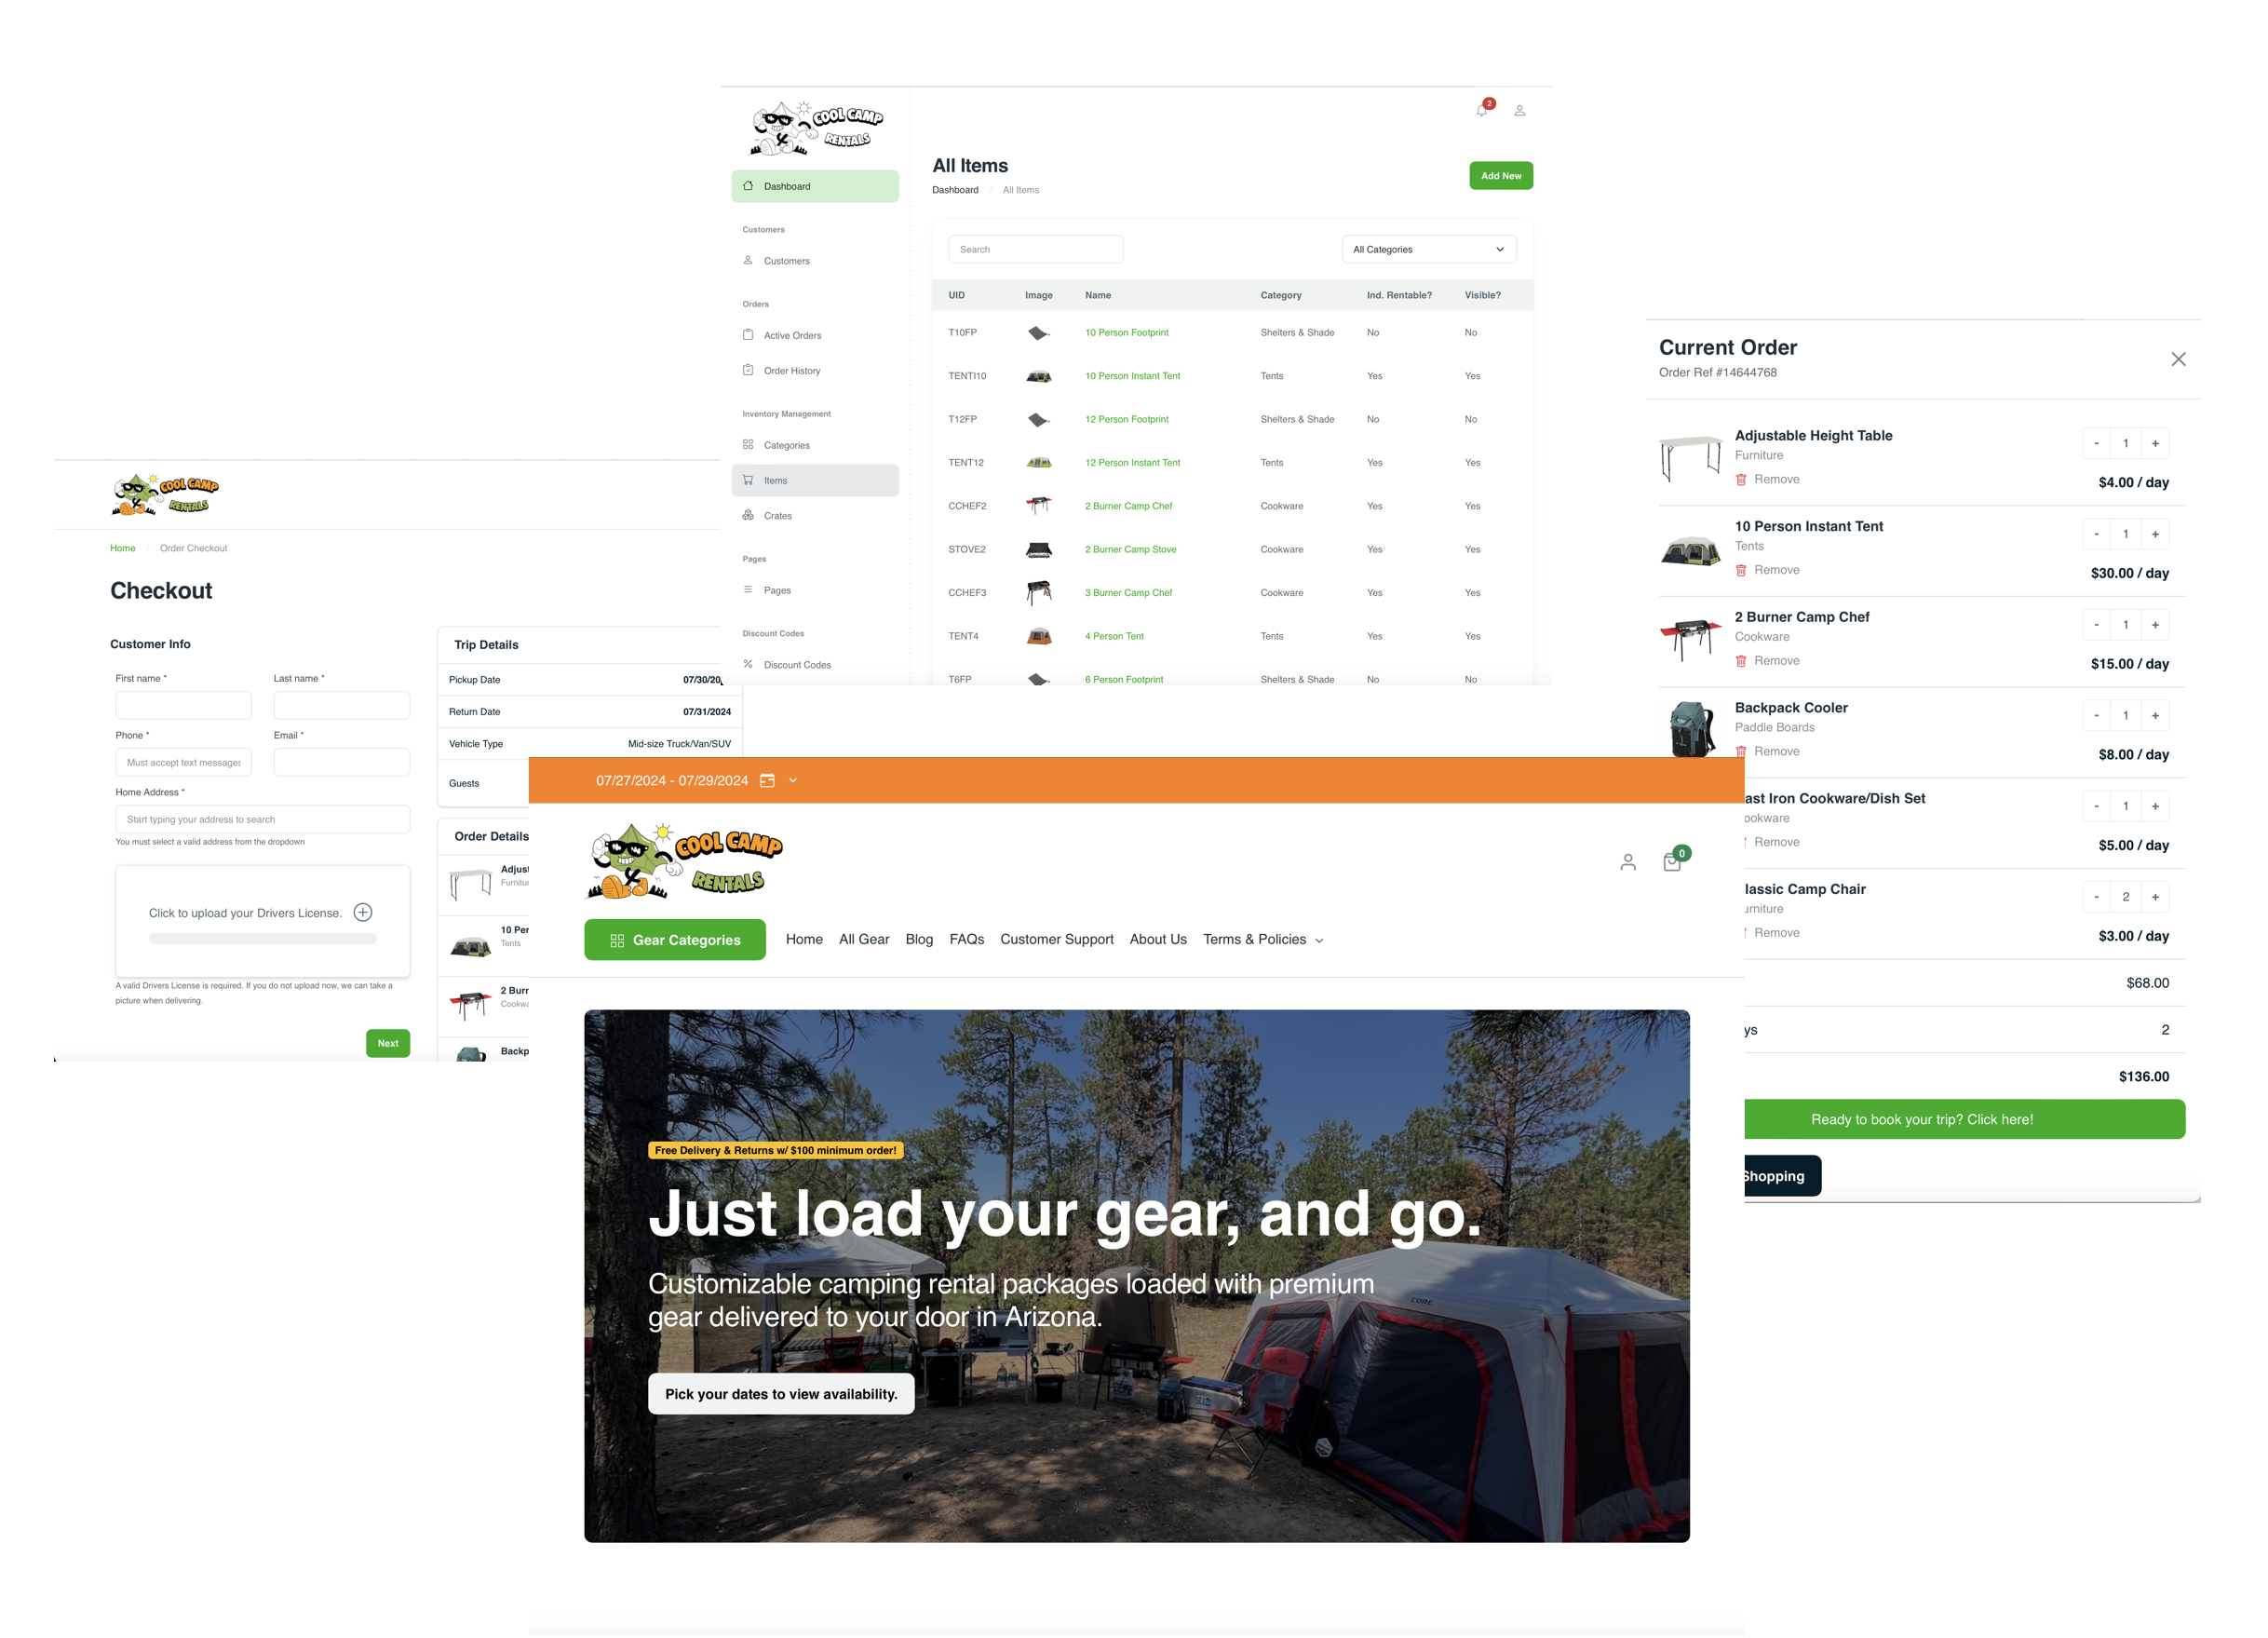 COOL CAMP
RENTALS
2
Dashboard
All Items
Dashboard / All Items
Add New
Customers
Customers
Search
All Categories
Orders
Active Orders
Order History
Inventory Management
Categories
Items
Crates
Pages
Pages
Discount Codes
Discount Codes
UID Image Name Category Ind. Rentable? Visible?
T10FP 10 Person Footprint Shelters & Shade No No
TENTI10 10 Person Instant Tent Tents Yes Yes
T12FP 12 Person Footprint Shelters & Shade No No
TENT12 12 Person Instant Tent Tents Yes Yes
CCHEF2 2 Burner Camp Chef Cookware Yes Yes
STOVE2 2 Burner Camp Stove Cookware Yes Yes
CCHEF3 3 Burner Camp Chef Cookware Yes Yes
TENT4 4 Person Tent Tents Yes Yes
T6FP 6 Person Footprint Shelters & Shade No No
COOL CAMP
RENTALS
Home / Order Checkout
Checkout
Customer Info
First name * Last name *
Phone * Email *
Must accept text messages
Home Address *
Start typing your address to search
You must select a valid address from the dropdown
Click to upload your Drivers License.
A valid Drivers License is required. If you do not upload now, we can take a
picture when delivering.
Next
Trip Details
Pickup Date 07/30/20
Return Date 07/31/2024
Vehicle Type Mid-size Truck/Van/SUV
Guests
Order Details
Adjust
Furnitur
10 Per
Tents
2 Burr
Cookwa
Backp
Current Order
Order Ref #14644768
Adjustable Height Table
Furniture
- 1 +
Remove
$4.00 / day
10 Person Instant Tent
Tents
- 1 +
Remove
$30.00 / day
2 Burner Camp Chef
Cookware
- 1 +
Remove
$15.00 / day
Backpack Cooler
Paddle Boards
- 1 +
Remove
$8.00 / day
ast Iron Cookware/Dish Set
ookware
- 1 +
Remove
$5.00 / day
lassic Camp Chair
urniture
- 2 +
Remove
$3.00 / day
$68.00
ys 2
$136.00
Ready to book your trip? Click here!
Shopping
07/27/2024 - 07/29/2024
COOL CAMP
RENTALS
0
Gear Categories
Home All Gear Blog FAQs Customer Support About Us Terms & Policies
Free Delivery & Returns w/ $100 minimum order!
Just load your gear, and go.
Customizable camping rental packages loaded with premium
gear delivered to your door in Arizona.
Pick your dates to view availability.
CORE